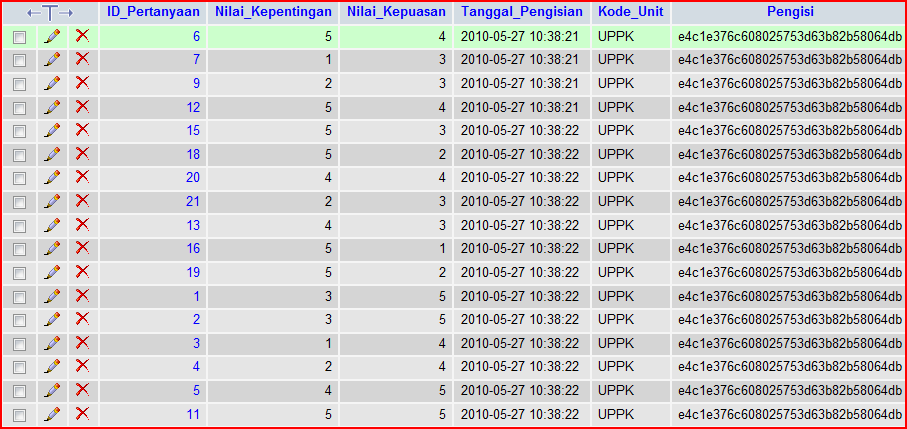 ID_Pertanyaan Nilai_Kepentingan Nilai_Kepuasan Tanggal_Pengisian Kode_Unit Pengisi
6 5 4 2010-05-27 10:38:21 UPPK e4c1e376c608025753d63b82b58064db
7 1 3 2010-05-27 10:38:21 UPPK e4c1e376c608025753d63b82b58064db
9 2 3 2010-05-27 10:38:21 UPPK e4c1e376c608025753d63b82b58064db
12 5 4 2010-05-27 10:38:21 UPPK e4c1e376c608025753d63b82b58064db
15 5 3 2010-05-27 10:38:22 UPPK e4c1e376c608025753d63b82b58064db
18 5 2 2010-05-27 10:38:22 UPPK e4c1e376c608025753d63b82b58064db
20 4 4 2010-05-27 10:38:22 UPPK e4c1e376c608025753d63b82b58064db
21 2 3 2010-05-27 10:38:22 UPPK e4c1e376c608025753d63b82b58064db
13 4 3 2010-05-27 10:38:22 UPPK e4c1e376c608025753d63b82b58064db
16 5 1 2010-05-27 10:38:22 UPPK e4c1e376c608025753d63b82b58064db
19 5 2 2010-05-27 10:38:22 UPPK e4c1e376c608025753d63b82b58064db
1 3 5 2010-05-27 10:38:22 UPPK e4c1e376c608025753d63b82b58064db
2 3 5 2010-05-27 10:38:22 UPPK e4c1e376c608025753d63b82b58064db
3 1 4 2010-05-27 10:38:22 UPPK e4c1e376c608025753d63b82b58064db
4 2 4 2010-05-27 10:38:22 UPPK e4c1e376c608025753d63b82b58064db
5 4 5 2010-05-27 10:38:22 UPPK e4c1e376c608025753d63b82b58064db
11 5 5 2010-05-27 10:38:22 UPPK e4c1e376c608025753d63b82b58064db